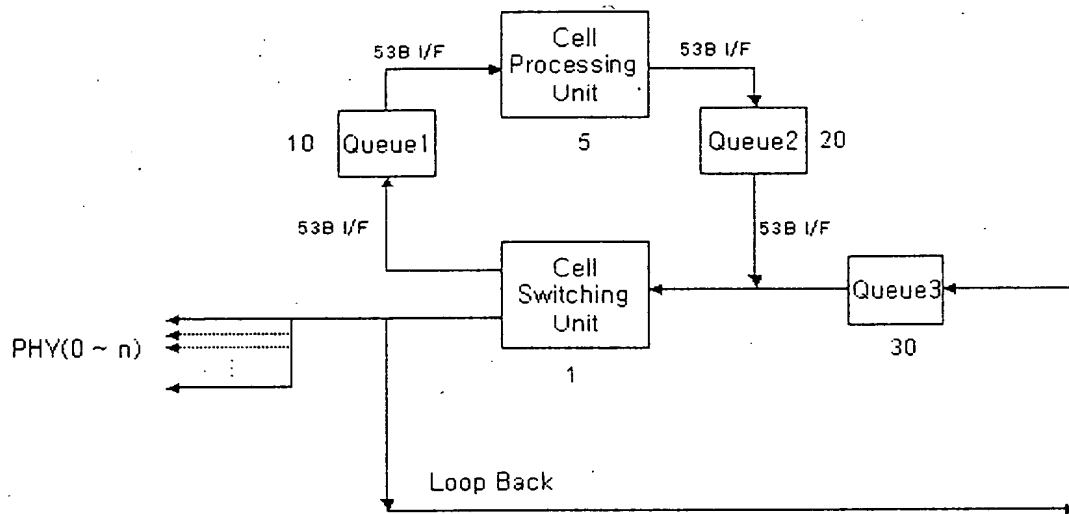 53B I/F
Cell
Processing
Unit
53B I/F
10
Queue1
5
Queue2
20
53B I/F
Cell
Switching
Unit
53B I/F
Queue3
30
PHY(0 ~ n)
1
Loop Back